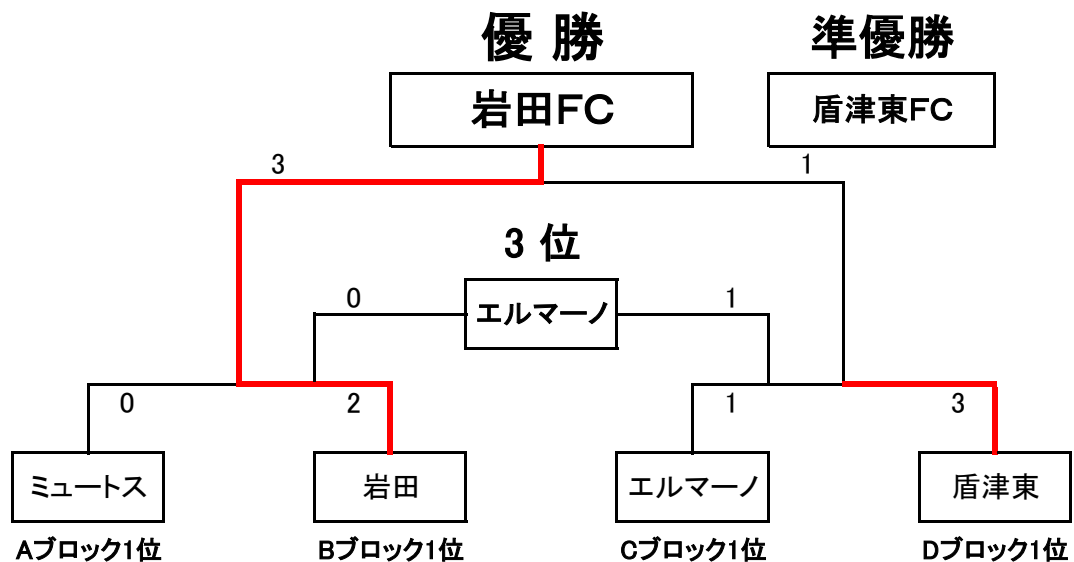 優 勝
準優勝
岩田FC
盾津東FC
3
1
3 位
0
エルマーノ
1
0
2
1
3
ミュートス
岩田
エルマーノ
盾津東
Aブロック1位
Bブロック1位
Cブロック1位
Dブロック1位